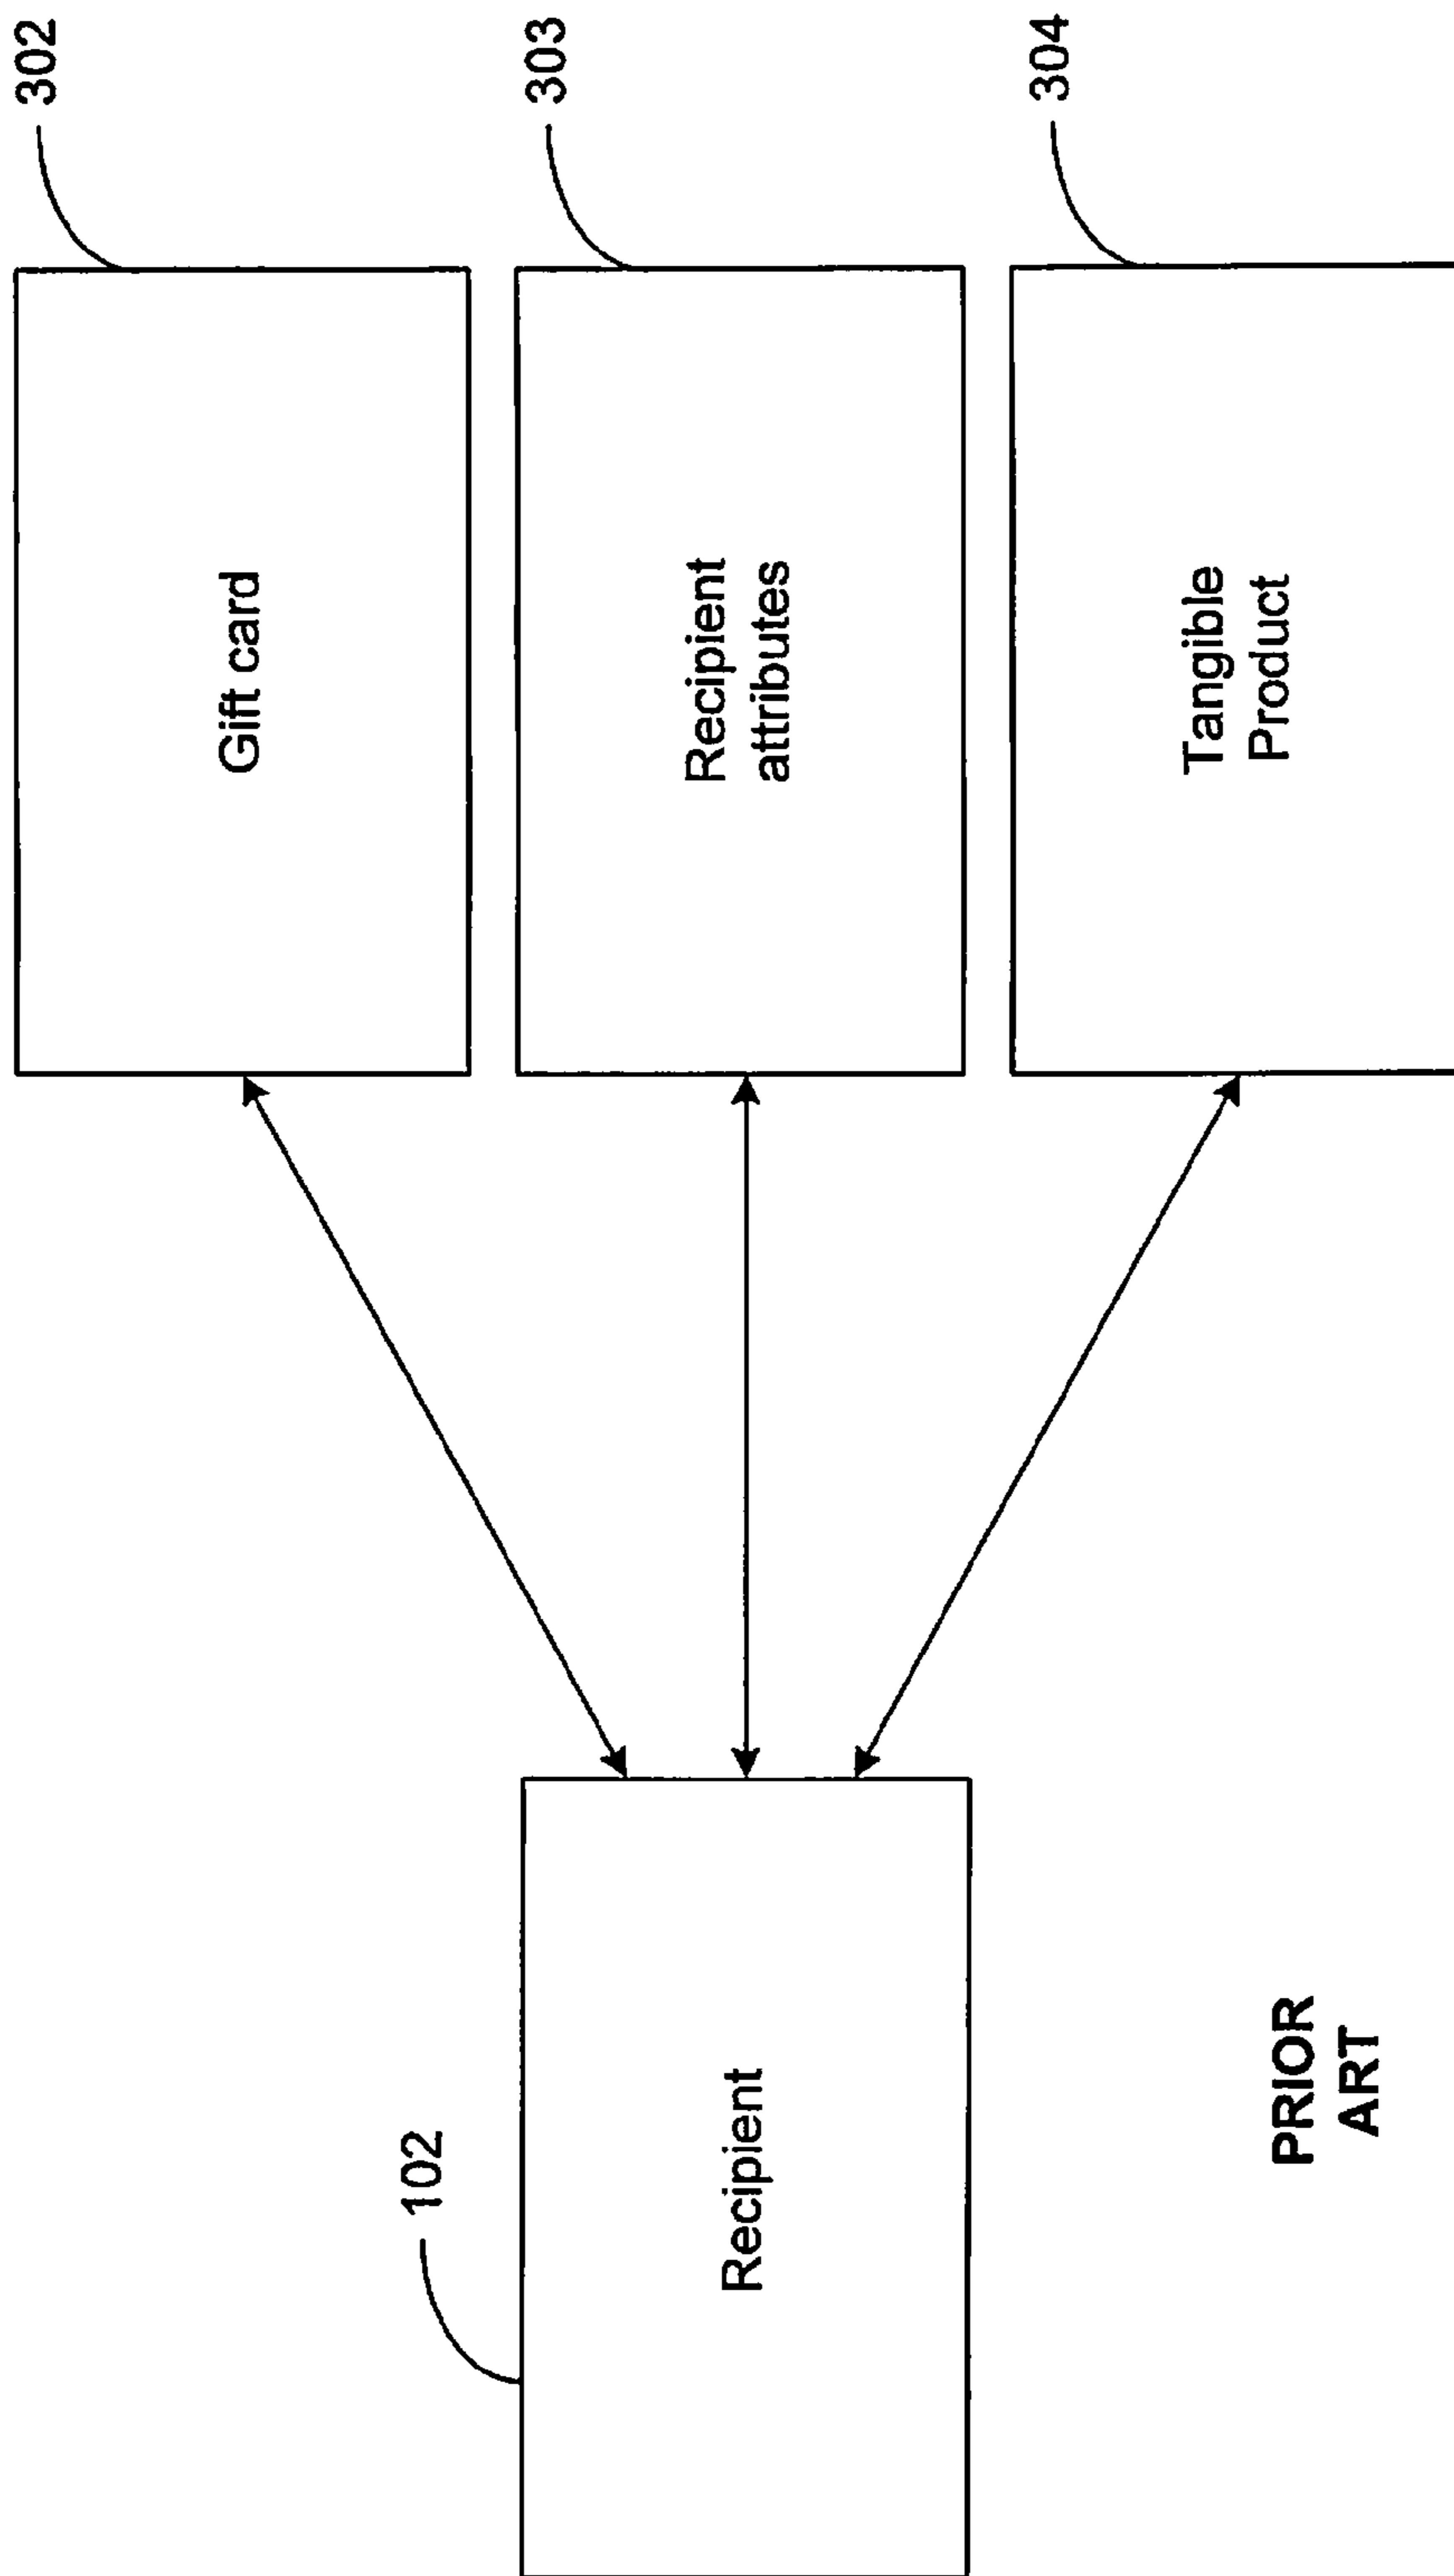 302
Gift card
303
Recipient
attributes
102
Recipient
304
Tangible
Product
PRIOR
ART